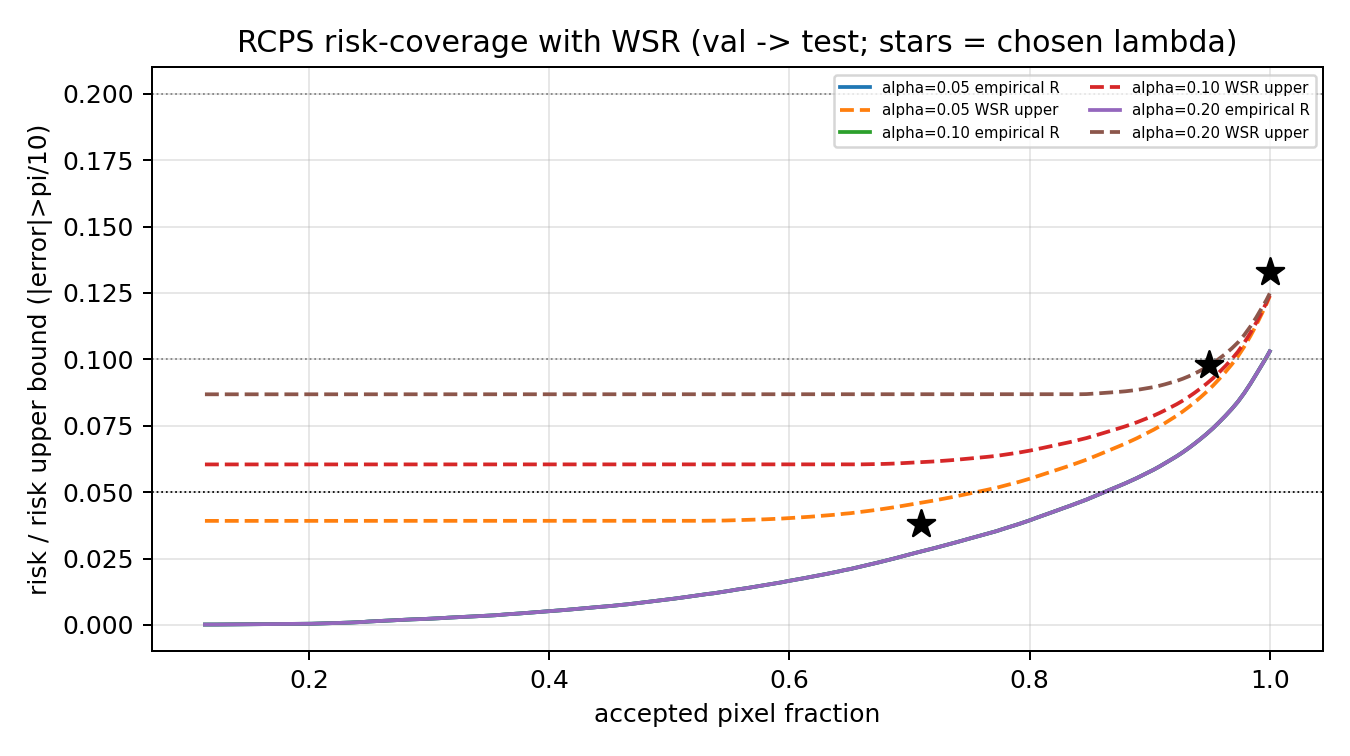 RCPS risk-coverage with WSR (val -> test; stars = chosen lambda)
risk / risk upper bound (|error|>pi/10)
0.200
0.175
0.150
0.125
0.100
0.075
0.050
0.025
0.000
alpha=0.05 empirical R
alpha=0.05 WSR upper
alpha=0.10 empirical R
alpha=0.10 WSR upper
alpha=0.20 empirical R
alpha=0.20 WSR upper
0.2 0.4 0.6 0.8 1.0
accepted pixel fraction